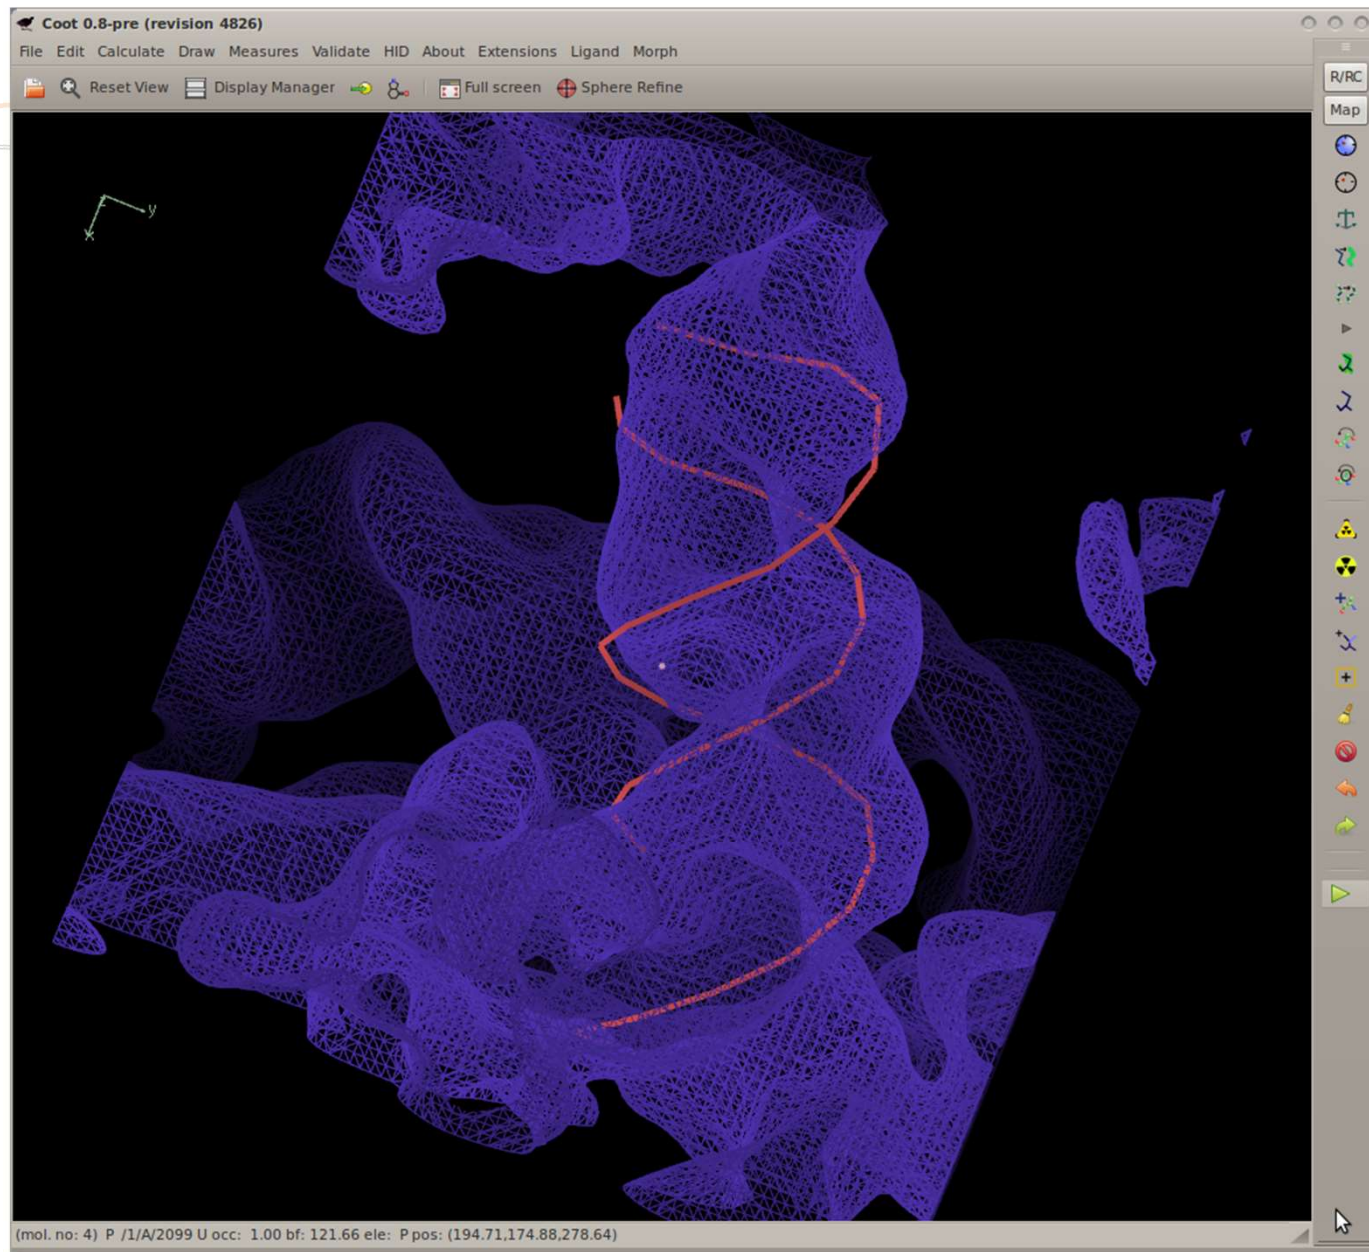 Coot 0.8-pre (revision 4826)
File Edit Calculate Draw Measures Validate HID About Extensions Ligand Morph
Reset View Display Manager Full screen Sphere Refine
R/RC
Map
y
x
(mol. no: 4) P /1/A/2099 U occ: 1.00 bf: 121.66 ele: P pos: (194.71,174.88,278.64)